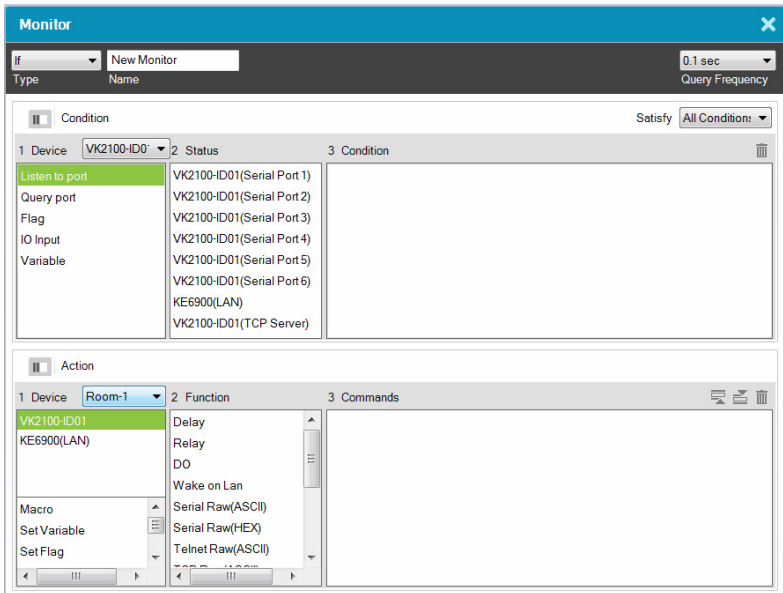 Monitor
If New Monitor 0.1 sec
Type Name Query Frequency
Condition Satisfy All Condition:
1 Device VK2100-ID0 2 Status 3 Condition
Listen to port VK2100-ID01(Serial Port 1)
Query port VK2100-ID01(Serial Port 2)
Flag VK2100-ID01(Serial Port 3)
IO Input VK2100-ID01(Serial Port 4)
Variable VK2100-ID01(Serial Port 5)
VK2100-ID01(Serial Port 6)
KE6900(LAN)
VK2100-ID01(TCP Server)
Action
1 Device Room-1 2 Function 3 Commands
VK2100-ID01 Delay
KE6900(LAN) Relay
DO
Wake on Lan
Macro Serial Raw(ASCII)
Set Variable Serial Raw(HEX)
Set Flag Telnet Raw(ASCII)